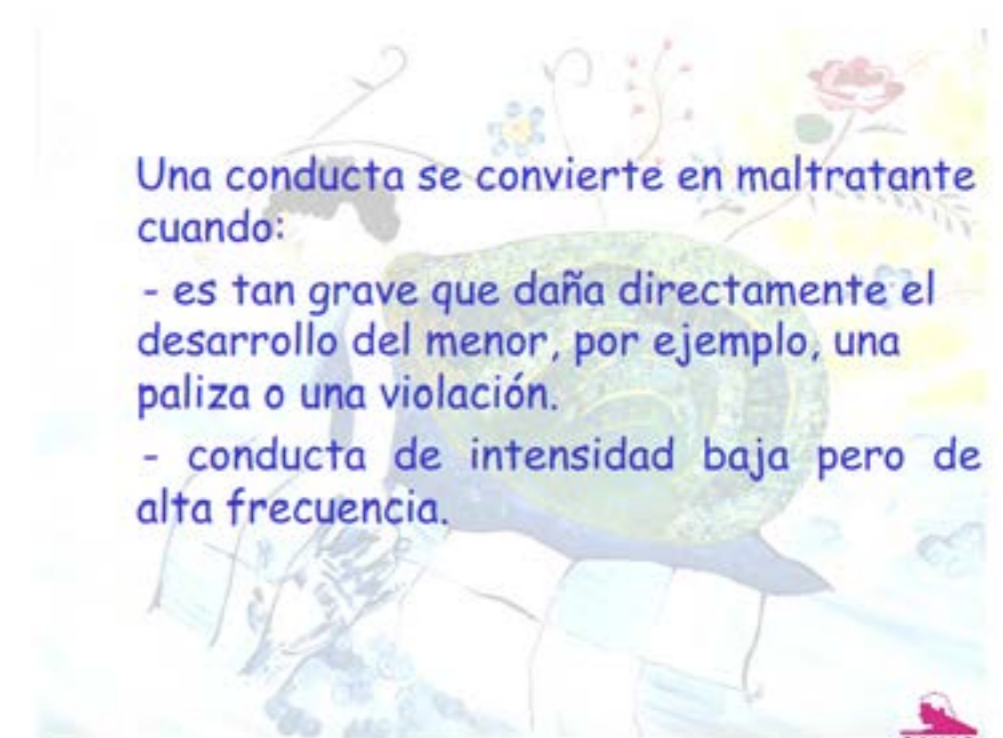 Una conducta se convierte en maltratante
cuando:
- es tan grave que daña directamente el
desarrollo del menor, por ejemplo, una
paliza o una violación.
- conducta de intensidad baja pero de
alta frecuencia.